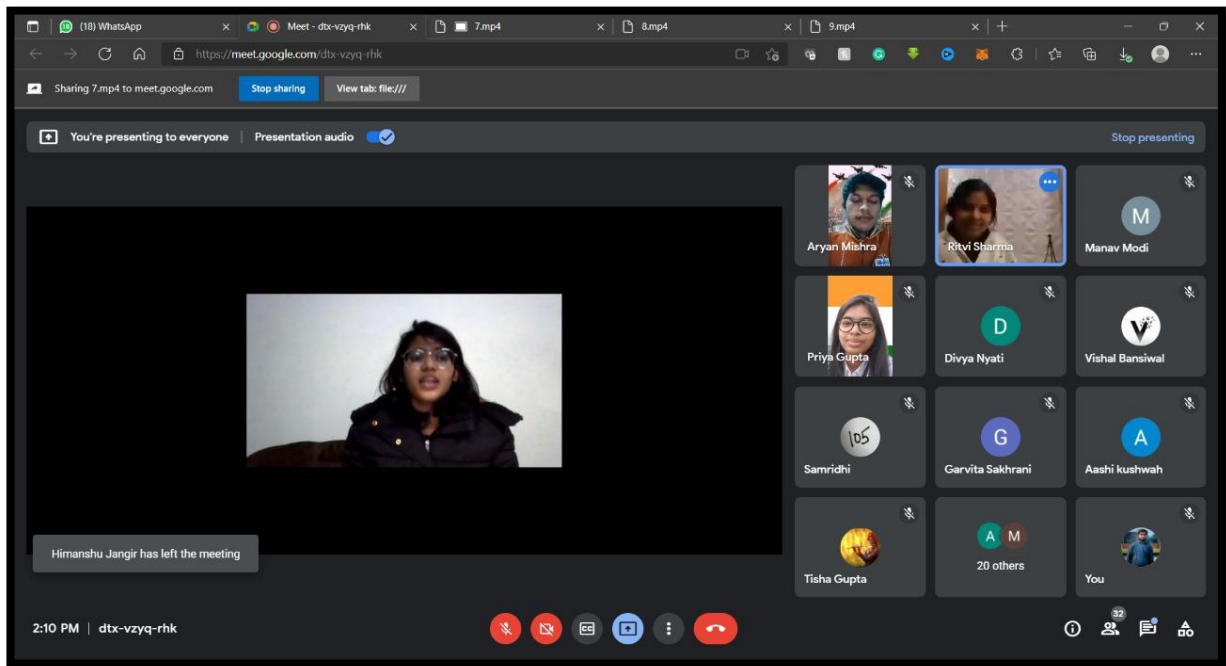 18
(18) WhatsApp
Meet - dtx-vzyq-rhk
7.mp4
8.mp4
9.mp4
https://meet.google.com/dtx-vzyq-rhk
Sharing 7.mp4 to meet.google.com
Stop sharing
View tab: file:///
You're presenting to everyone
Presentation audio
Stop presenting
Aryan Mishra
Ritvi Sharma
M
Manav Modi
Priya Gupta
D
Divya Nyati
V
Vishal Bansiwal
105
Samridhi
G
Garvita Sakhrani
A
Aashi kushwah
Tisha Gupta
A M
20 others
You
Himanshu Jangir has left the meeting
2:10 PM | dtx-vzyq-rhk
CC
32